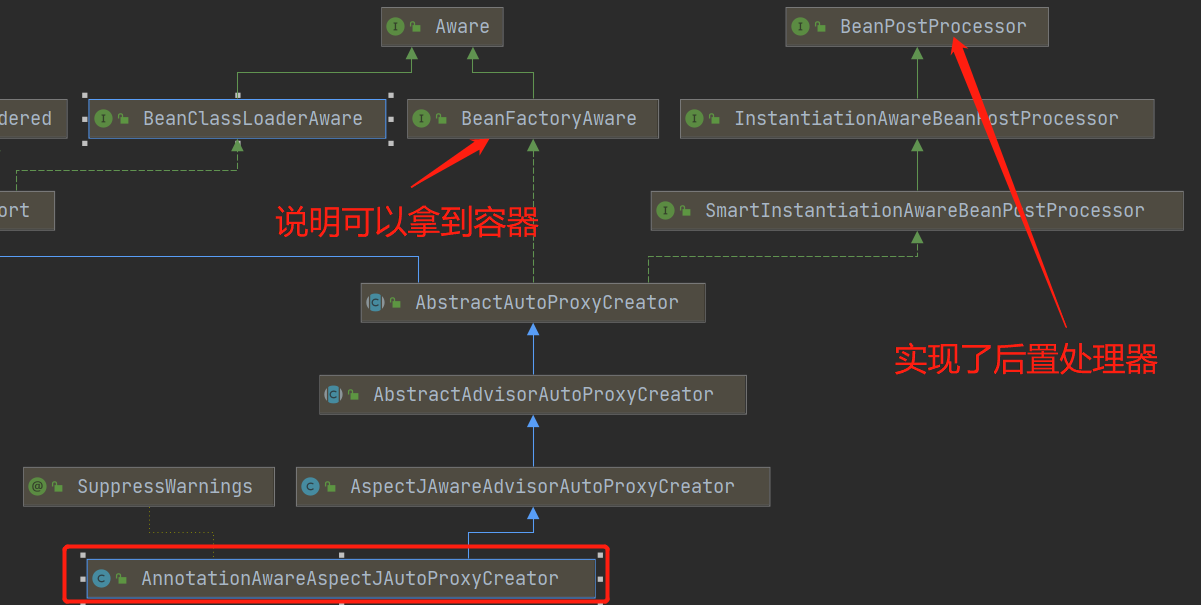 Aware
BeanPostProcessor
dered
BeanClassLoaderAware
BeanFactoryAware
InstantiationAwareBeanPostProcessor
ort
说明可以拿到容器
SmartInstantiationAwareBeanPostProcessor
AbstractAutoProxyCreator
实现了后置处理器
AbstractAdvisorAutoProxyCreator
SuppressWarnings
AspectJAwareAdvisorAutoProxyCreator
AnnotationAwareAspectJAutoProxyCreator